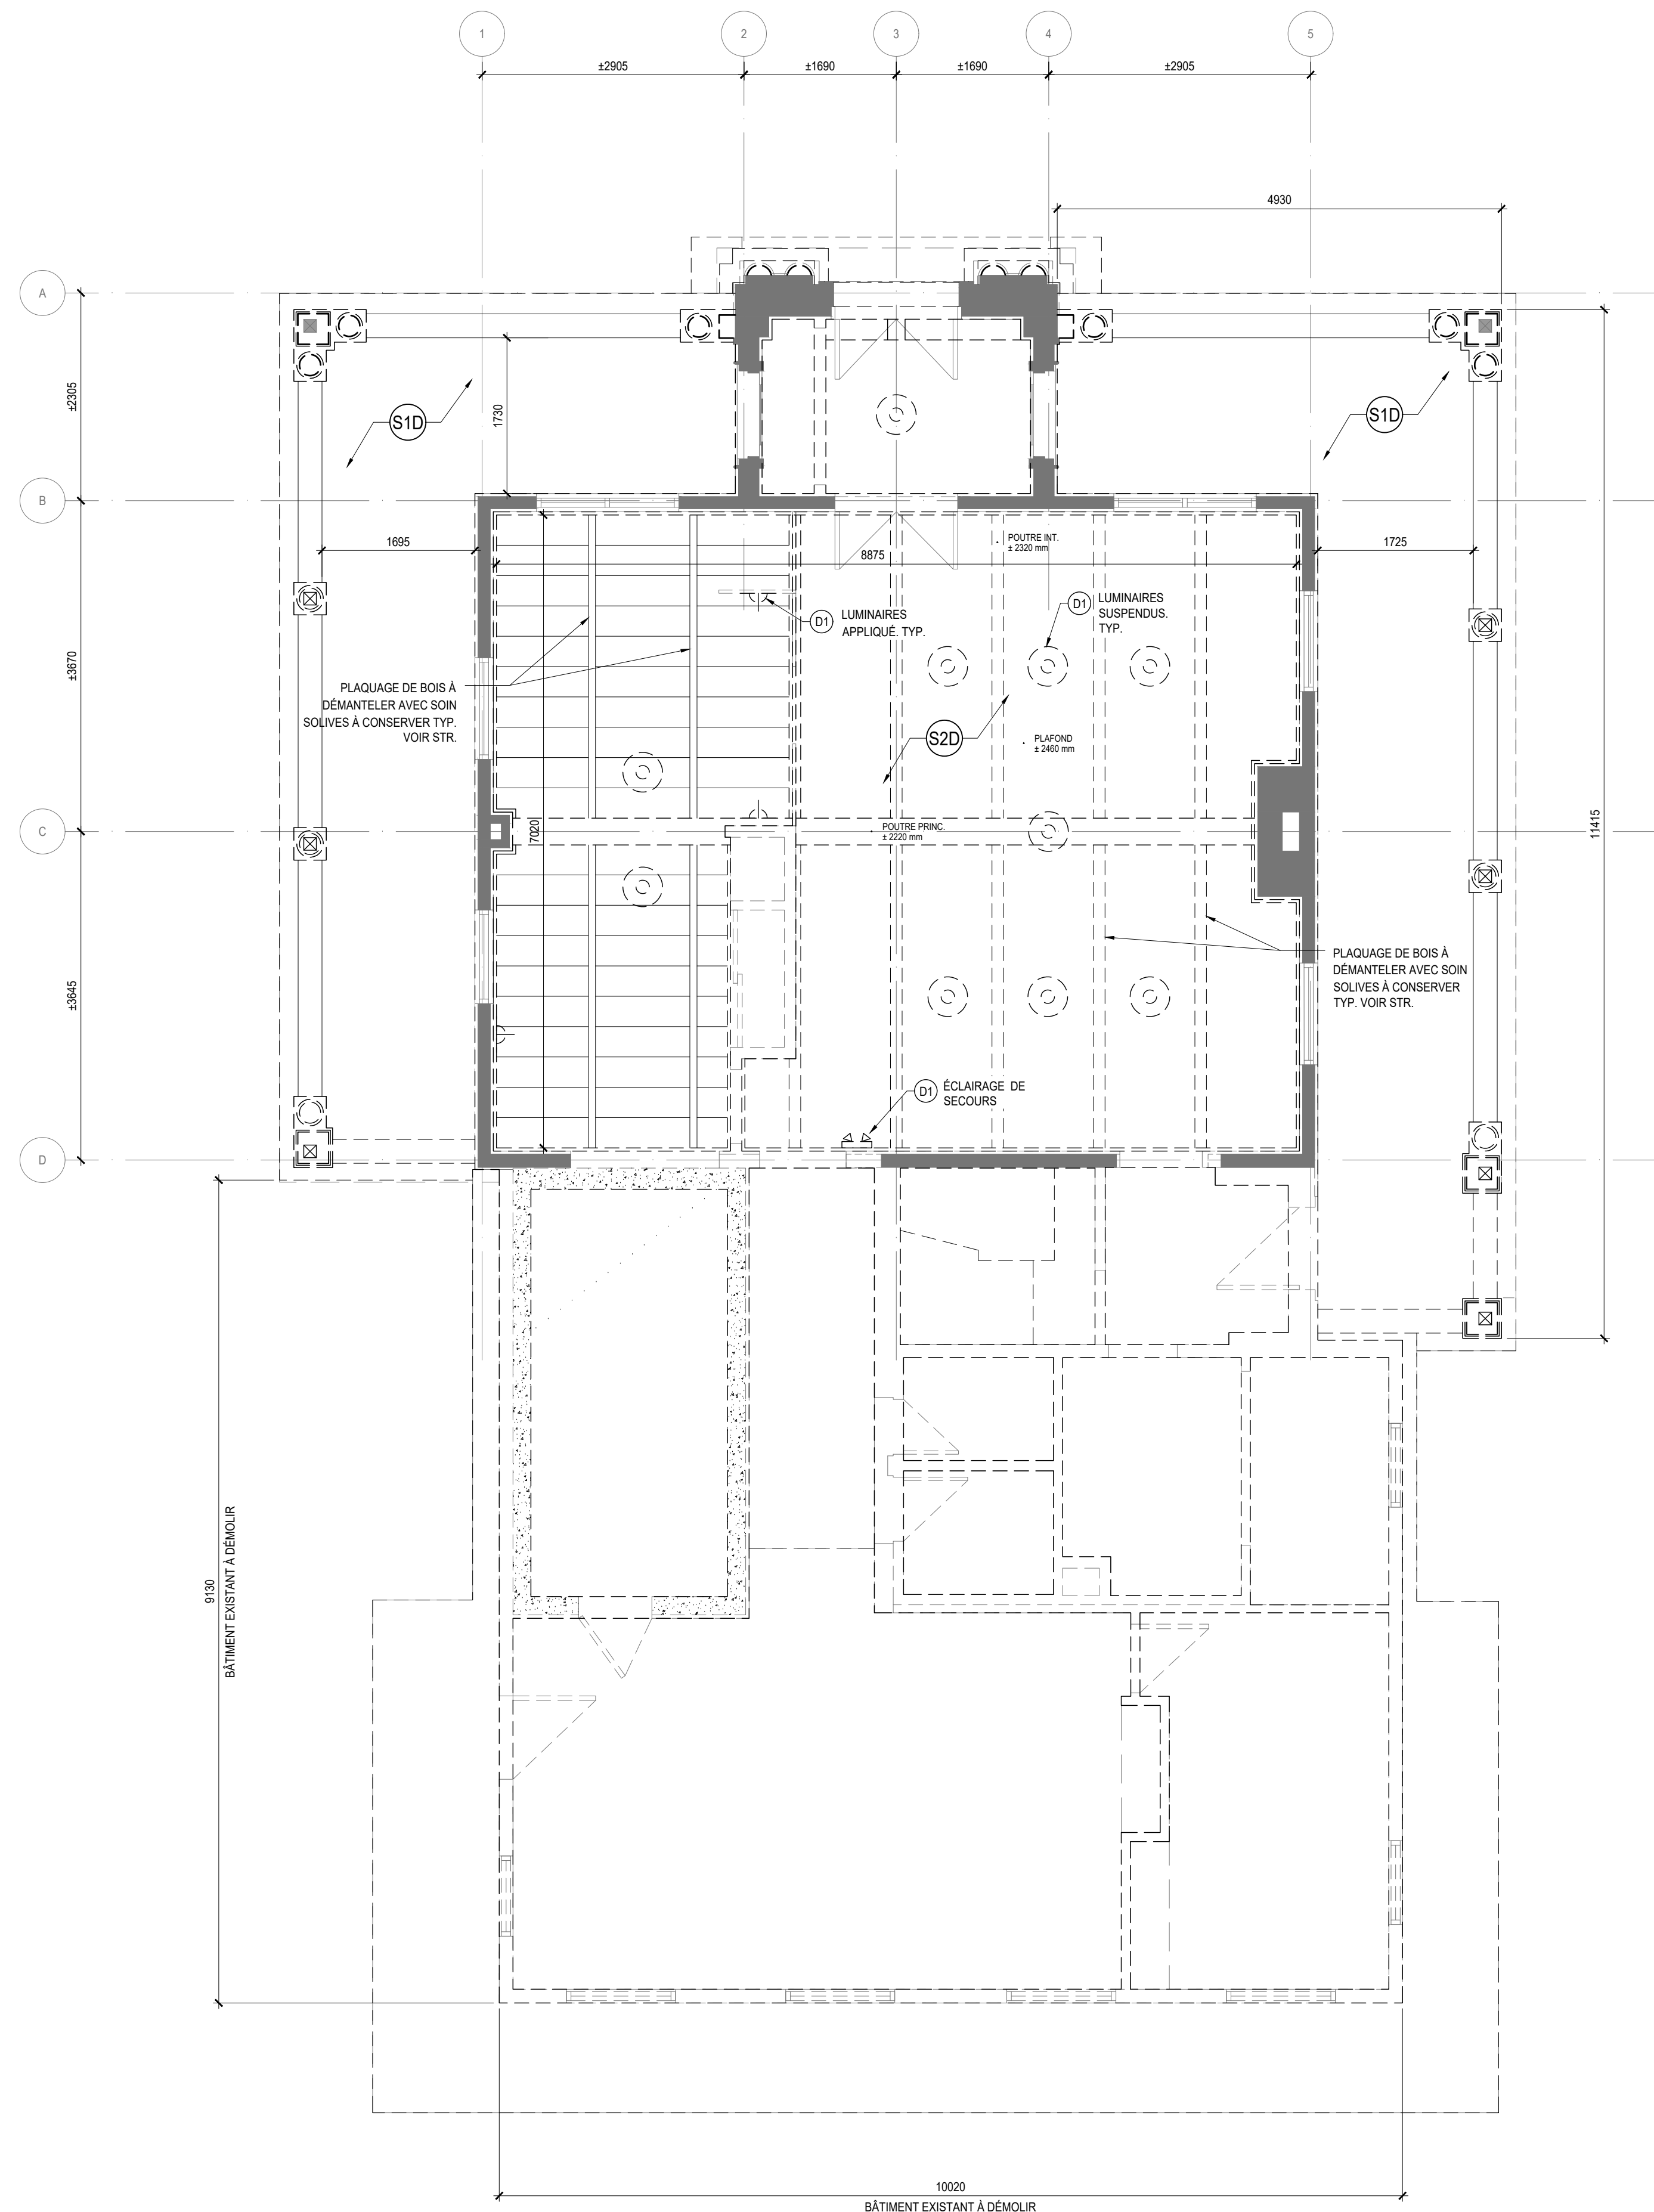 1
2
3
4
5
±2905
±1690
±1690
±2905
4930
A
±2305
1730
S1D
S1D
B
1695
8875
POUTRE INT.
± 2320 mm
1725
D1
LUMINAIRES
APPLIQUÉ. TYP.
D1
LUMINAIRES
SUSPENDUS.
TYP.
±3670
PLAQUAGE DE BOIS À
DÉMANTELER AVEC SOIN
SOLIVES À CONSERVER TYP.
VOIR STR.
S2D
PLAFOND
± 2460 mm
C
7020
POUTRE PRINC.
± 2220 mm
11415
±3645
PLAQUAGE DE BOIS À
DÉMANTELER AVEC SOIN
SOLIVES À CONSERVER
TYP. VOIR STR.
D1
ÉCLAIRAGE DE
SECOURS
D
9130
BÂTIMENT EXISTANT À DÉMOLIR
10020
BÂTIMENT EXISTANT À DÉMOLIR